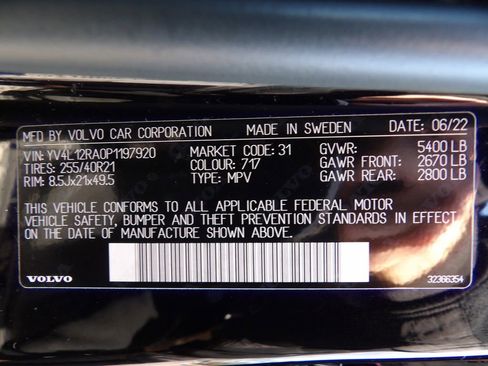 MFD BY VOLVO CAR CORPORATION MADE IN SWEDEN DATE: 06/22
VIN: YV4L12RA0P1197920 MARKET CODE: 31 GVWR: 5400 LB
TIRES: 255/40R21 COLOUR: 717 GAWR FRONT: 2670 LB
RIM: 8.5Jx21x49.5 TYPE: MPV GAWR REAR: 2800 LB
THIS VEHICLE CONFORMS TO ALL APPLICABLE FEDERAL MOTOR
VEHICLE SAFETY, BUMPER AND THEFT PREVENTION STANDARDS IN EFFECT
ON THE DATE OF MANUFACTURE SHOWN ABOVE.
VOLVO 32366354